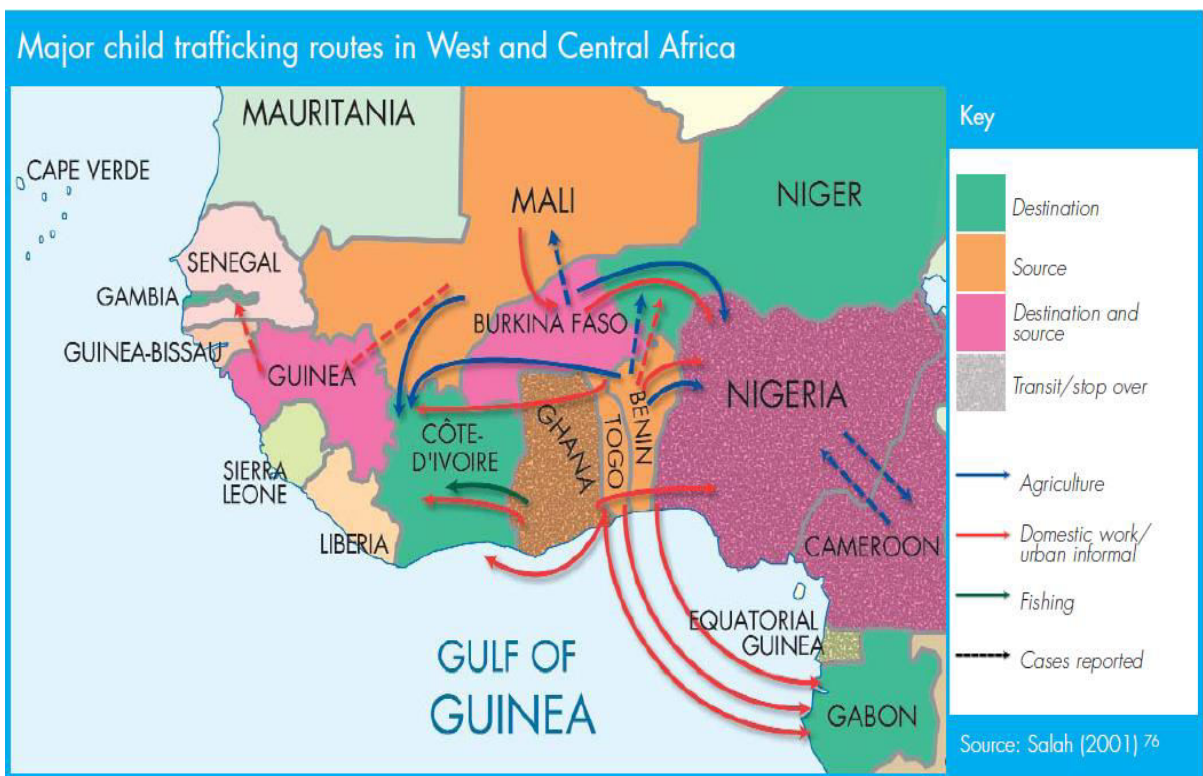 Major child trafficking routes in West and Central Africa
MAURITANIA
CAPE VERDE
MALI
NIGER
SENEGAL
GAMBIA
GUINEA-BISSAU
BURKINA FASO
GUINEA
NIGERIA
BENIN
GHANA
TOGO
CÔTE-
D'IVOIRE
SIERRA
LEONE
LIBERIA
CAMEROON
EQUATORIAL
GUINEA
GULF OF
GUINEA
GABON
Key
Destination
Source
Destination and
source
Transit/stop over
Agriculture
Domestic work/
urban informal
Fishing
Cases reported
Source: Salah (2001) 76